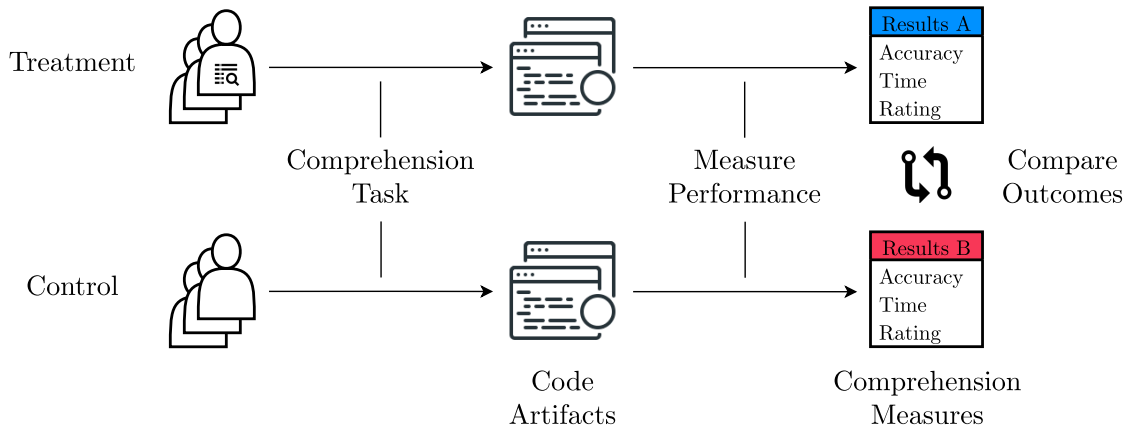 Treatment
Results A
Accuracy
Time
Rating
Comprehension
Task
Measure
Performance
Compare
Outcomes
Control
Results B
Accuracy
Time
Rating
Code
Artifacts
Comprehension
Measures